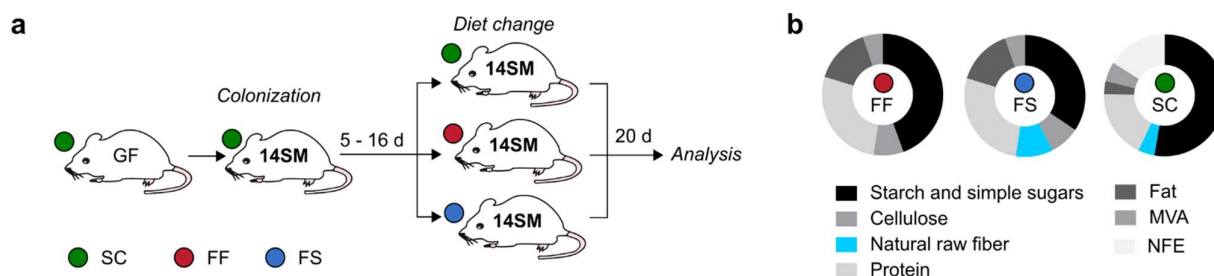 a
Diet change
14SM
Colonization
GF
14SM
5 - 16 d
14SM
20 d
Analysis
14SM
SC
FF
FS
b
FF
FS
SC
Starch and simple sugars
Cellulose
Natural raw fiber
Protein
Fat
MVA
NFE